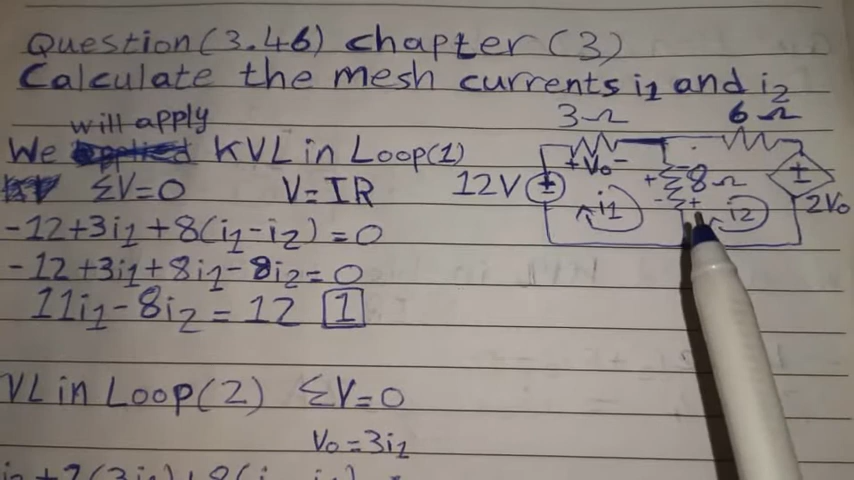 Question(3.46) chapter (3)
Calculate the mesh currents i1 and i2
will apply
We applied KVL in Loop(1)
ΣV=0 V=IR
-12+3i1+8(i1-i2)=0
-12+3i1+8i1-8i2=0
11i1-8i2=12 1
3Ω 6Ω
+Vo-
12V + + 8Ω + -
- +
i1 i2 2Vo
VL in Loop(2) ΣV=0
Vo=3i1